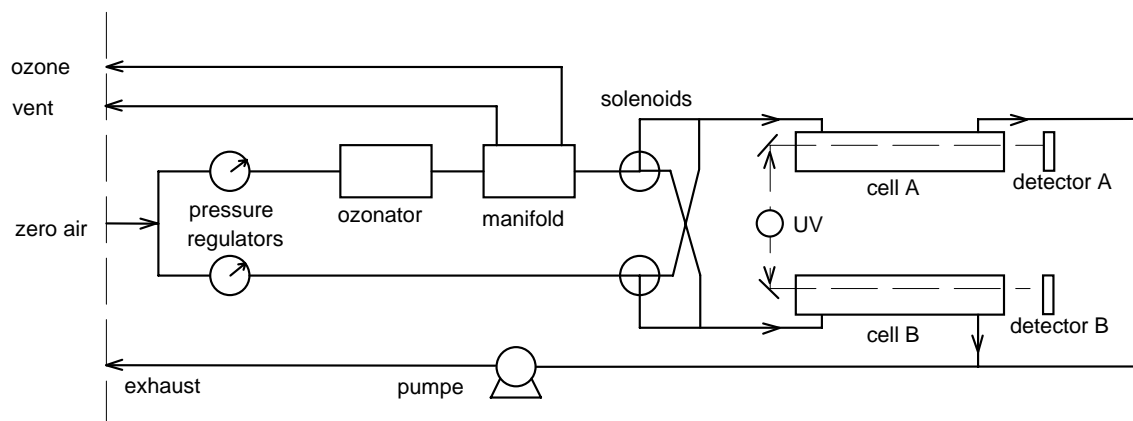 ozone
vent
solenoids
zero air
pressure
regulators
ozonator
manifold
UV
cell A
detector A
cell B
detector B
exhaust
pumpe